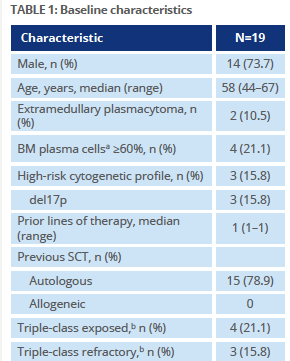 TABLE 1: Baseline characteristics
Characteristic N=19
Male, n (%) 14 (73.7)
Age, years, median (range) 58 (44–67)
Extramedullary plasmacytoma, n
(%) 2 (10.5)
BM plasma cellsᵃ ≥60%, n (%) 4 (21.1)
High-risk cytogenetic profile, n (%) 3 (15.8)
del17p 3 (15.8)
Prior lines of therapy, median
(range) 1 (1–1)
Previous SCT, n (%)
Autologous 15 (78.9)
Allogeneic 0
Triple-class exposed,ᵇ n (%) 4 (21.1)
Triple-class refractory,ᵇ n (%) 3 (15.8)